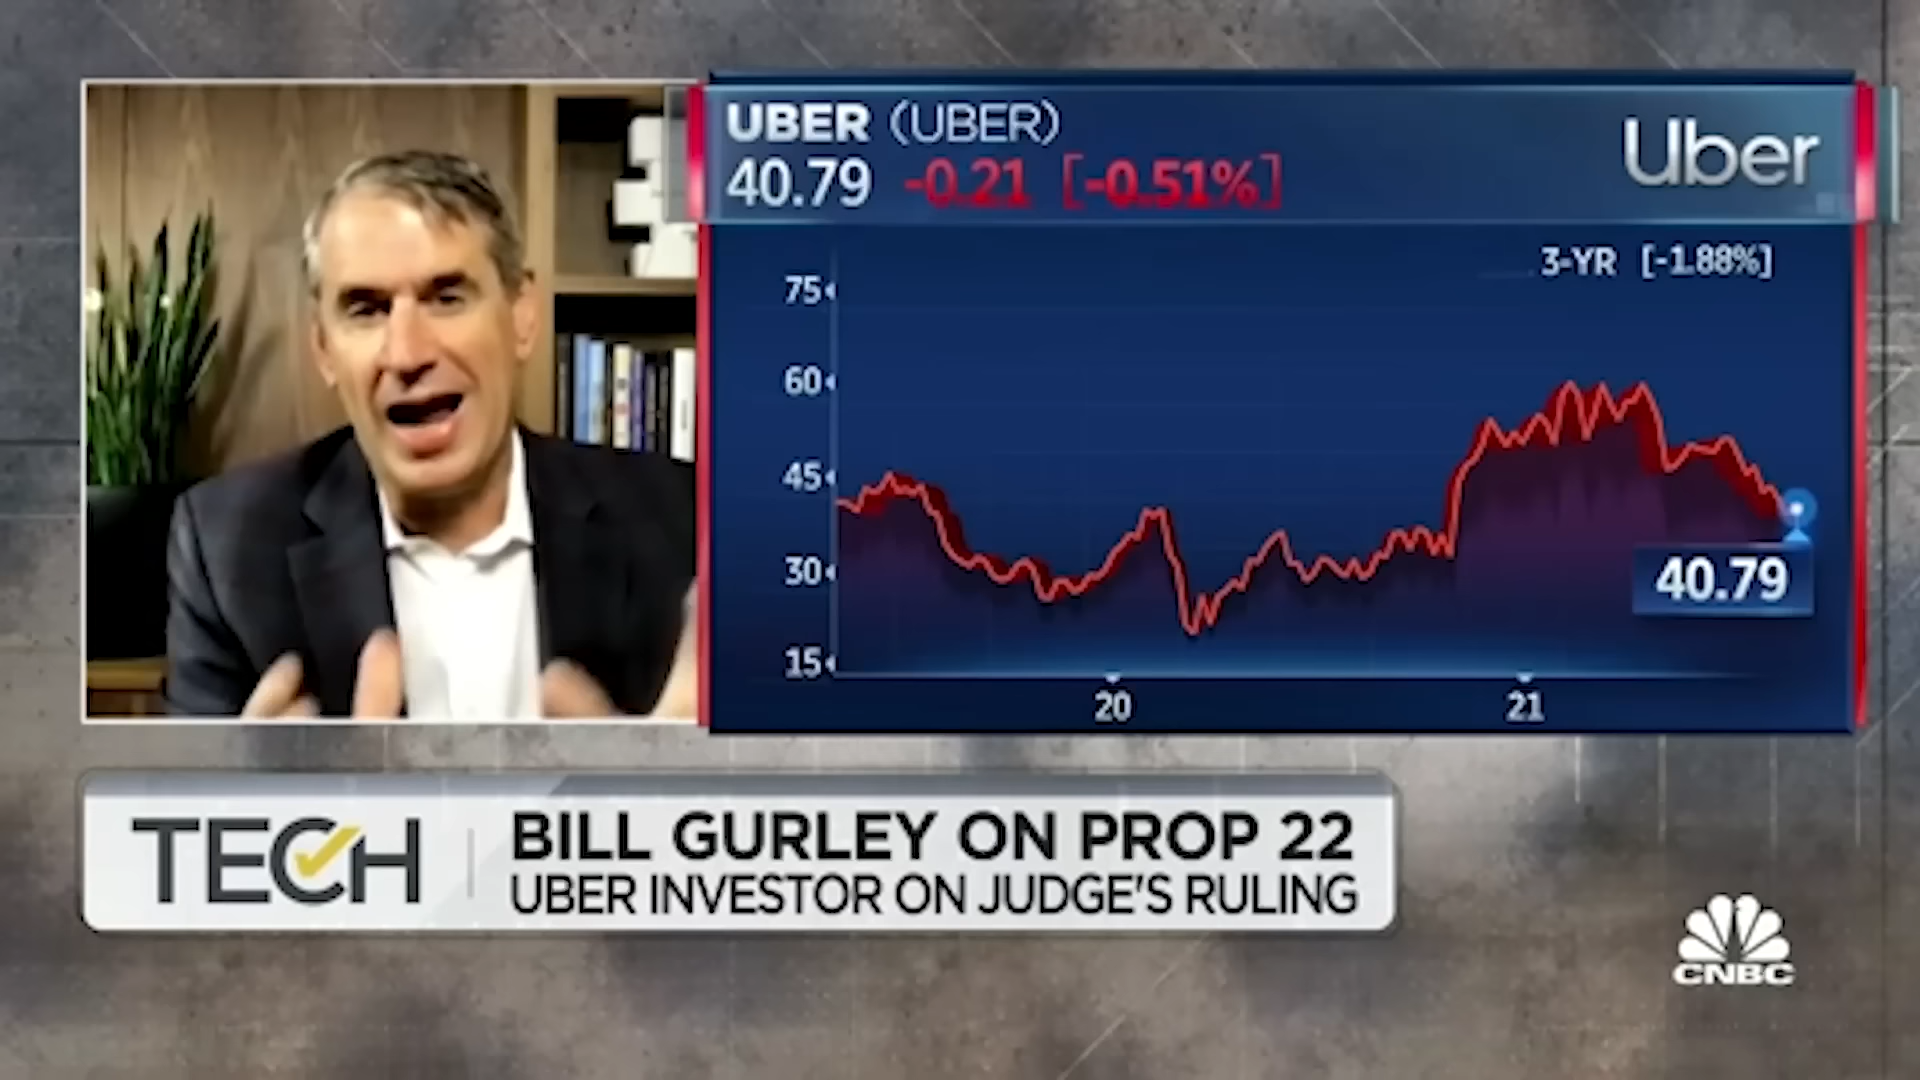 UBER (UBER)
40.79 -0.21 [-0.51%]
Uber
3-YR [-1.88%]
75
60
45
30
15
40.79
20
21
TECH
BILL GURLEY ON PROP 22
UBER INVESTOR ON JUDGE'S RULING
CNBC